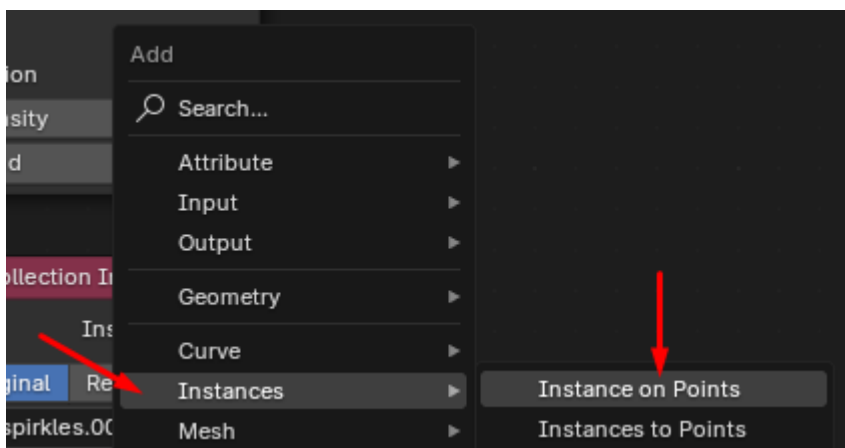 Add
ion
Search...
sity
d
Attribute
Input
Output
ollection In
Geometry
Ins
Curve
ginal Re
Instances
Instance on Points
spirkles.00
Mesh
Instances to Points